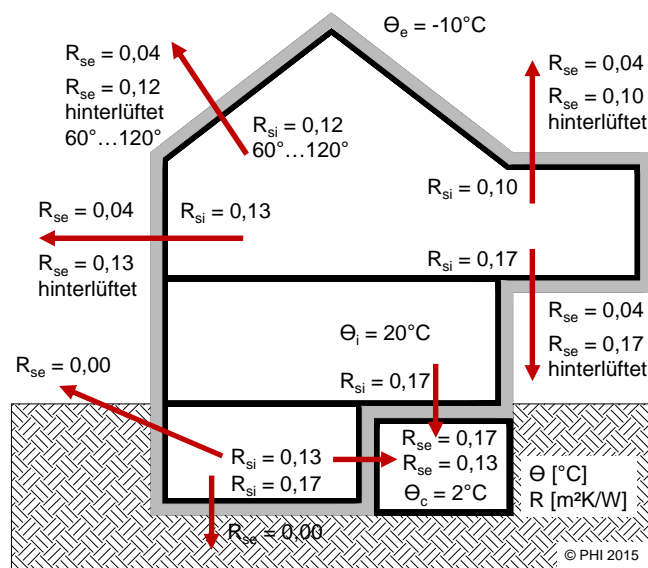 ϴe = -10°C
Rse = 0,04
Rse = 0,12
hinterlüftet
60°…120°
Rsi = 0,12
60°…120°
Rse = 0,04
Rse = 0,10
hinterlüftet
Rsi = 0,10
Rse = 0,04
Rsi = 0,13
Rse = 0,13
hinterlüftet
Rsi = 0,17
Rse = 0,04
Rse = 0,17
hinterlüftet
ϴi = 20°C
Rse = 0,00
Rsi = 0,17
Rsi = 0,13
Rsi = 0,17
Rse = 0,17
Rse = 0,13
ϴc = 2°C
Rse = 0,00
ϴ [°C]
R [m²K/W]
© PHI 2015